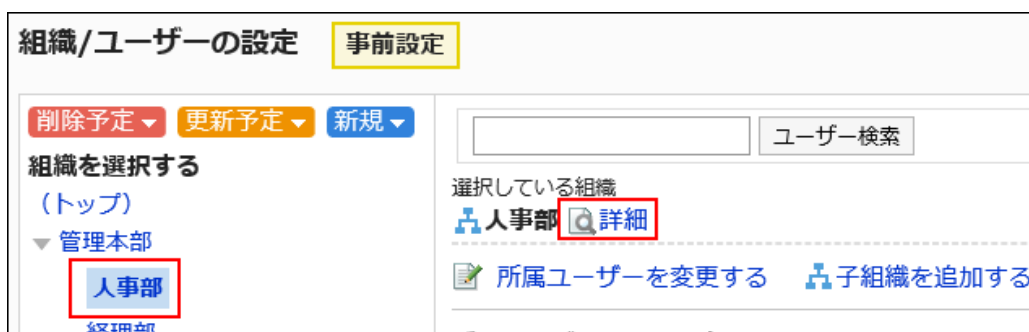 組織/ユーザーの設定 事前設定
削除予定 更新予定 新規
組織を選択する
(トップ)
管理本部
人事部
経理部
ユーザー検索
選択している組織
人事部 詳細
所属ユーザーを変更する 子組織を追加する